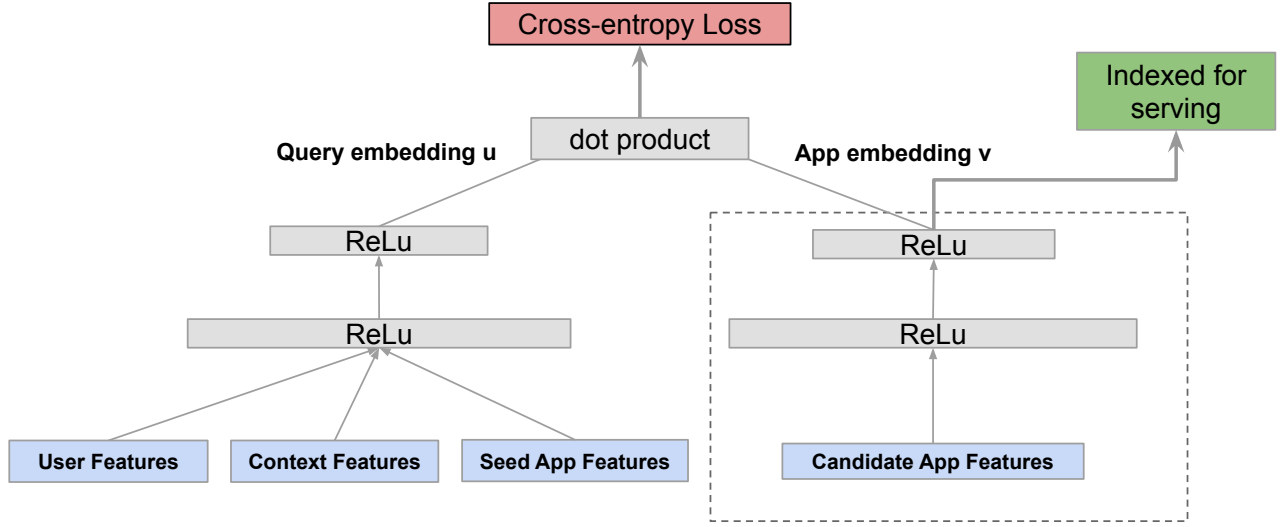 Cross-entropy Loss
Indexed for
serving
dot product
Query embedding u
App embedding v
ReLu
ReLu
ReLu
ReLu
User Features
Context Features
Seed App Features
Candidate App Features